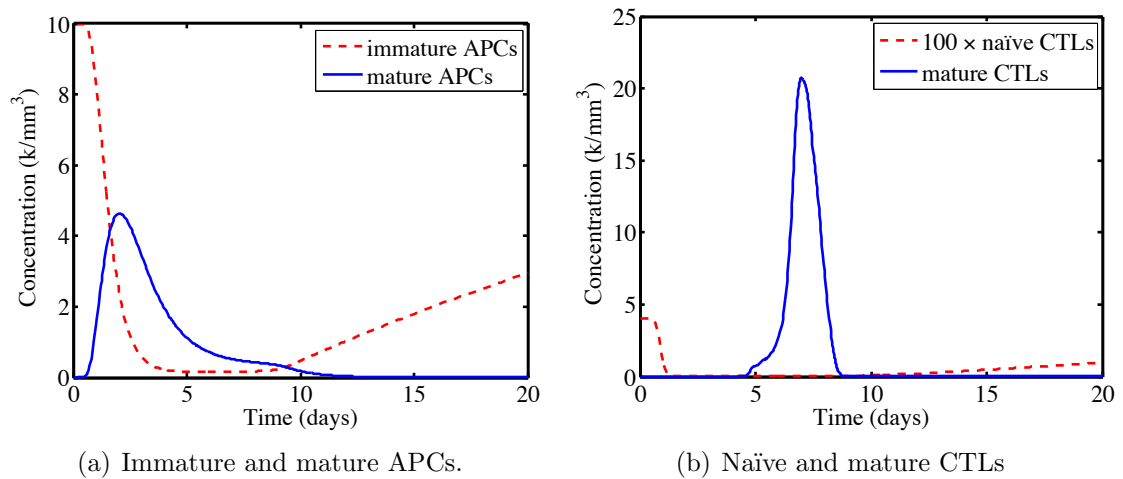 10
8
6
4
2
0
0
5
10
15
20
Concentration (k/mm³)
Time (days)
immature APCs
mature APCs
(a) Immature and mature APCs.
25
20
15
10
5
0
0
5
10
15
20
Concentration (k/mm³)
Time (days)
100 × naïve CTLs
mature CTLs
(b) Naïve and mature CTLs